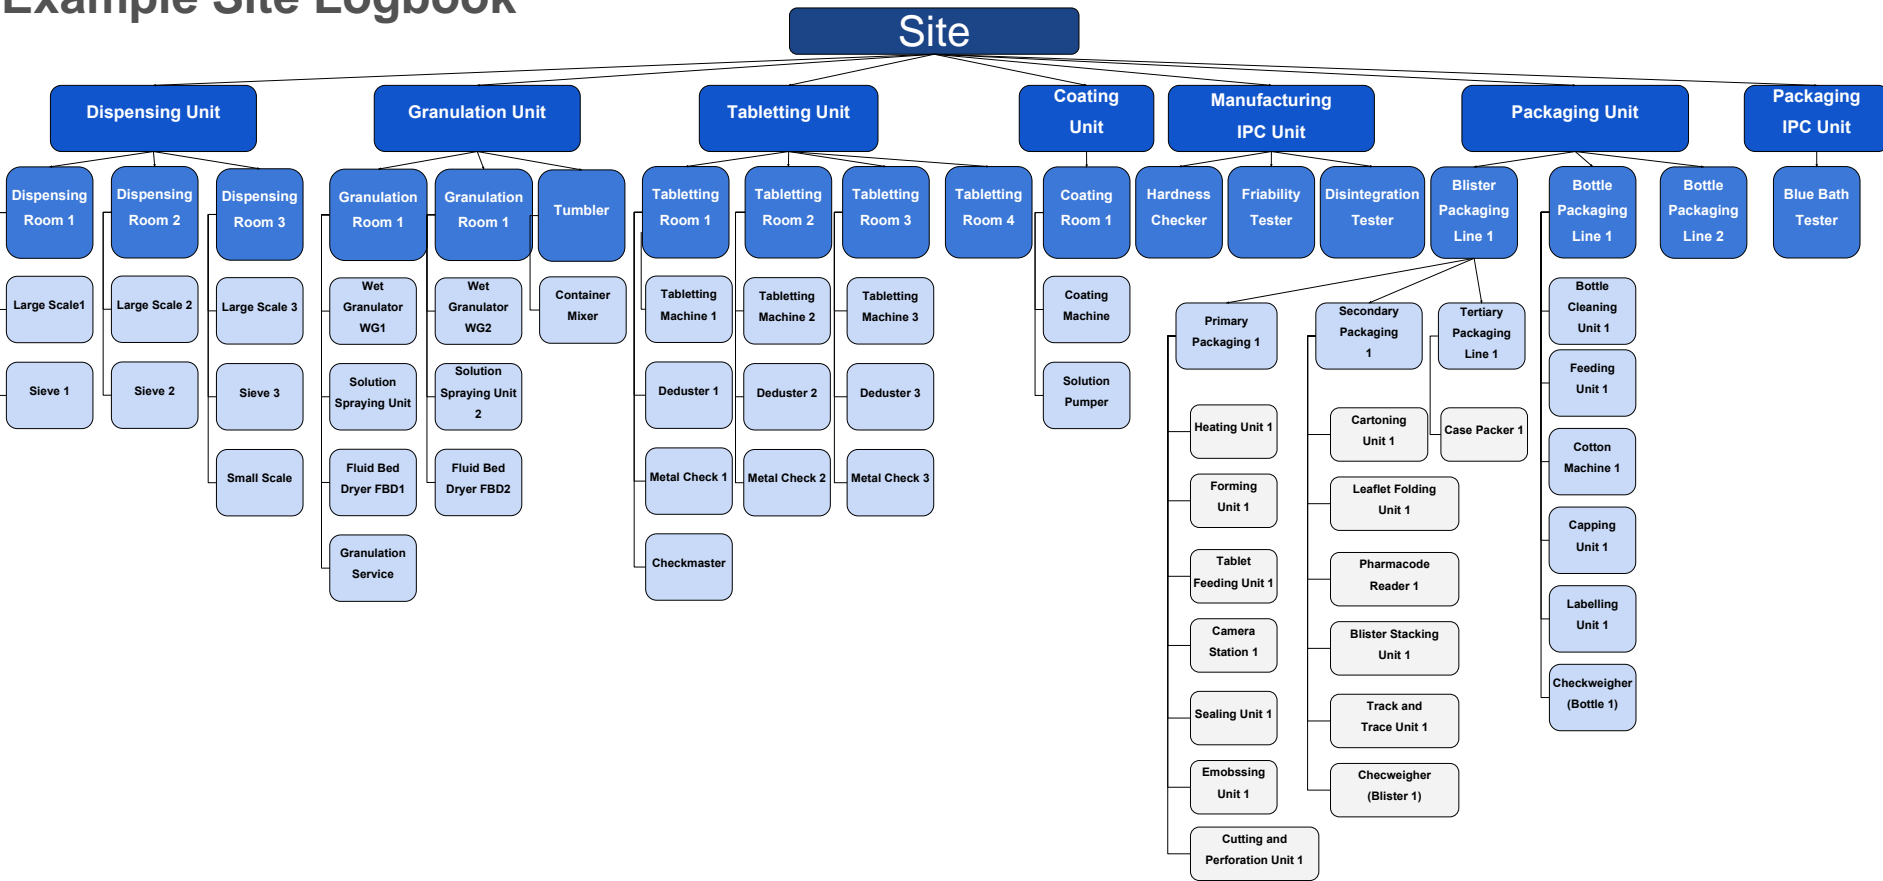 Example Site Logbook
Site
Dispensing Unit
Granulation Unit
Tabletting Unit
Coating
Unit
Manufacturing
IPC Unit
Packaging Unit
Packaging
IPC Unit
Dispensing
Room 1
Dispensing
Room 2
Dispensing
Room 3
Granulation
Room 1
Granulation
Room 1
Tumbler
Tabletting
Room 1
Tabletting
Room 2
Tabletting
Room 3
Tabletting
Room 4
Coating
Room 1
Hardness
Checker
Friability
Tester
Disintegration
Tester
Blister
Packaging
Line 1
Bottle
Packaging
Line 1
Bottle
Packaging
Line 2
Blue Bath
Tester
Large Scale1
Sieve 1
Large Scale 2
Sieve 2
Large Scale 3
Sieve 3
Small Scale
Wet
Granulator
WG1
Solution
Spraying Unit
Fluid Bed
Dryer FBD1
Granulation
Service
Wet
Granulator
WG2
Solution
Spraying Unit
2
Fluid Bed
Dryer FBD2
Container
Mixer
Tabletting
Machine 1
Deduster 1
Metal Check 1
Checkmaster
Tabletting
Machine 2
Deduster 2
Metal Check 2
Tabletting
Machine 3
Deduster 3
Metal Check 3
Coating
Machine
Solution
Pumper
Primary
Packaging 1
Heating Unit 1
Forming
Unit 1
Tablet
Feeding Unit 1
Camera
Station 1
Sealing Unit 1
Emobssing
Unit 1
Cutting and
Perforation Unit 1
Secondary
Packaging
1
Cartoning
Unit 1
Leaflet Folding
Unit 1
Pharmacode
Reader 1
Blister Stacking
Unit 1
Track and
Trace Unit 1
Checweigher
(Blister 1)
Tertiary
Packaging
Line 1
Case Packer 1
Bottle
Cleaning
Unit 1
Feeding
Unit 1
Cotton
Machine 1
Capping
Unit 1
Labelling
Unit 1
Checkweigher
(Bottle 1)